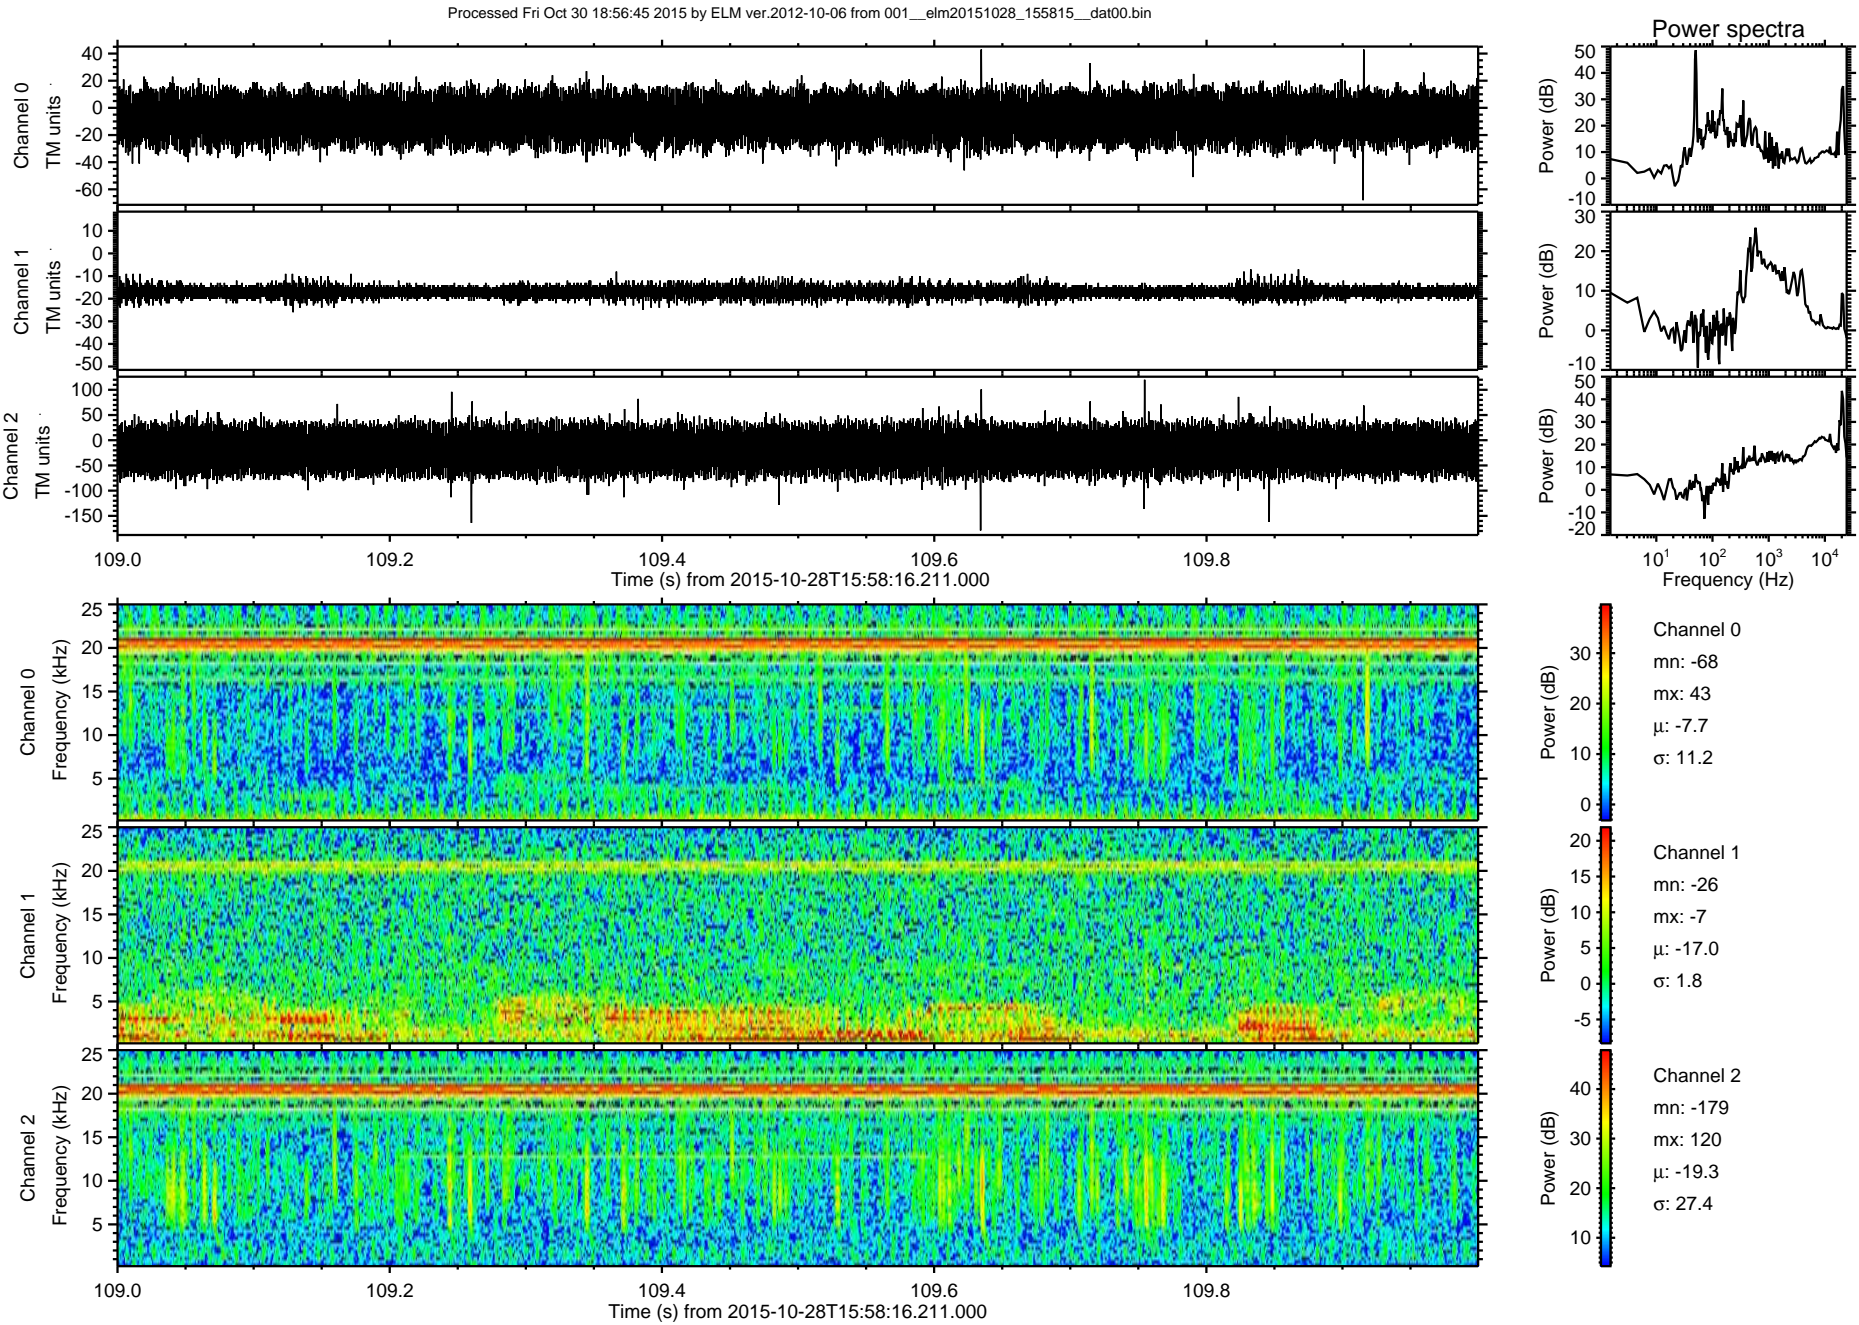 Processed Fri Oct 30 18:56:45 2015 by ELM ver.2012-10-06 from 001__elm20151028_155815__dat00.bin
Power spectra
Channel 0
TM units
40
20
0
-20
-40
-60
Power (dB)
50
40
30
20
10
0
-10
Channel 1
TM units
10
0
-10
-20
-30
-40
-50
Power (dB)
30
20
10
0
-10
Channel 2
TM units
100
50
0
-50
-100
-150
Power (dB)
50
40
30
20
10
0
-10
-20
109.0 109.2 109.4 109.6 109.8
Time (s) from 2015-10-28T15:58:16.211.000
10¹ 10² 10³ 10⁴
Frequency (Hz)
Channel 0
Frequency (kHz)
25
20
15
10
5
Power (dB)
30
20
10
0
Channel 0
mn: -68
mx: 43
μ: -7.7
σ: 11.2
Channel 1
Frequency (kHz)
25
20
15
10
5
Power (dB)
20
15
10
5
0
-5
Channel 1
mn: -26
mx: -7
μ: -17.0
σ: 1.8
Channel 2
Frequency (kHz)
25
20
15
10
5
Power (dB)
40
30
20
10
Channel 2
mn: -179
mx: 120
μ: -19.3
σ: 27.4
109.0 109.2 109.4 109.6 109.8
Time (s) from 2015-10-28T15:58:16.211.000